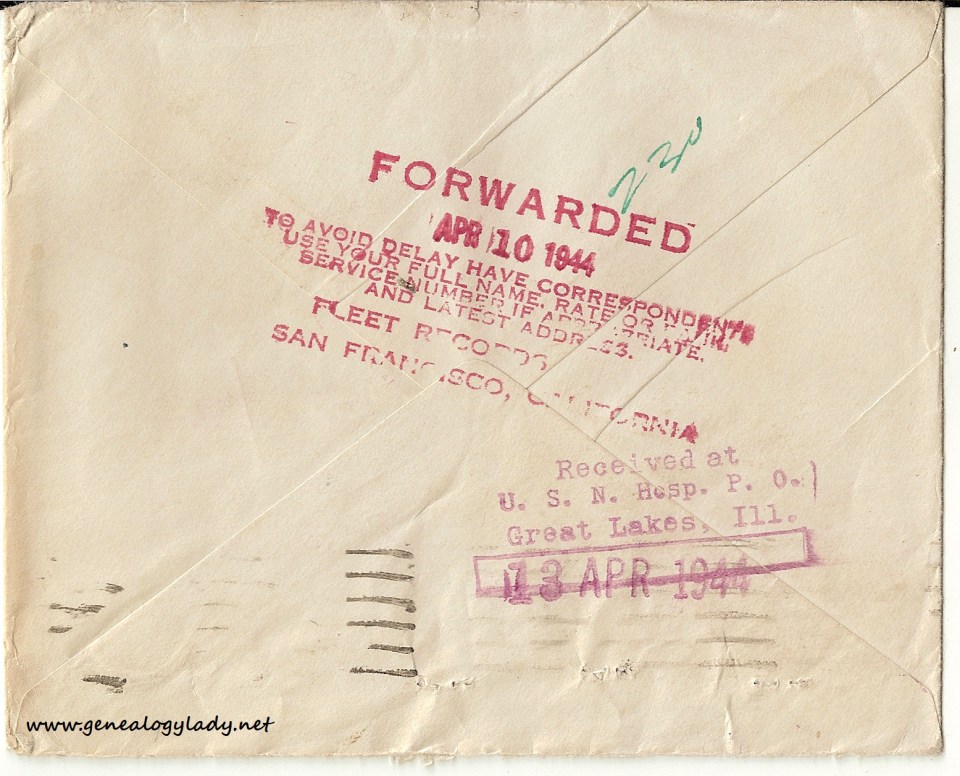 230
FORWARDED
APR 10 1944
TO AVOID DELAY HAVE CORRESPONDENTS
USE YOUR FULL NAME, RATE OR RANK,
SERVICE NUMBER IF APPROPRIATE,
AND LATEST ADDRESS.
FLEET RECORDS
SAN FRANCISCO, CALIFORNIA
Received at
U. S. N. Hosp. P. O.
Great Lakes, Ill.
13 APR 1944
www.genealogylady.net